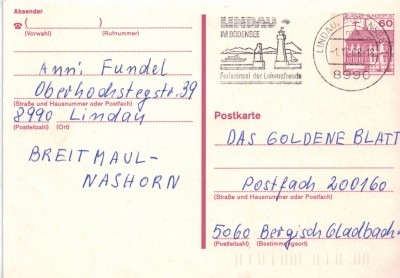 Absender
☎ ( )
(Vorwahl) (Rufnummer)
Anni Fundel
Oberhochstegstr. 39
(Straße und Hausnummer oder Postfach)
8990 Lindau
(Postleitzahl) (Ort)
BREITMAUL-
NASHORN
LINDAU
IM BODENSEE
Ferieninsel der Lebensfreude
LINDAU
8990
60
Postkarte
DAS GOLDENE BLATT
Postfach 200160
(Straße und Hausnummer oder Postfach)
5060 Bergisch Gladbach
(Postleitzahl) (Bestimmungsort)